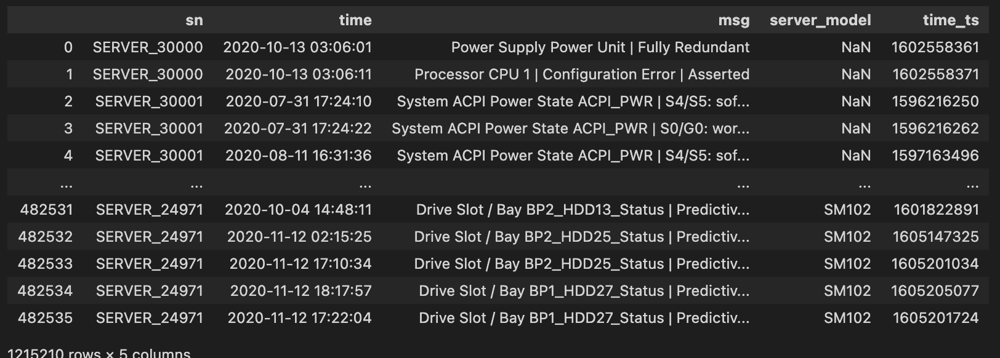 sn time msg server_model time_ts
0 SERVER_30000 2020-10-13 03:06:01 Power Supply Power Unit | Fully Redundant NaN 1602558361
1 SERVER_30000 2020-10-13 03:06:11 Processor CPU 1 | Configuration Error | Asserted NaN 1602558371
2 SERVER_30001 2020-07-31 17:24:10 System ACPI Power State ACPI_PWR | S4/S5: sof... NaN 1596216250
3 SERVER_30001 2020-07-31 17:24:22 System ACPI Power State ACPI_PWR | S0/G0: wor... NaN 1596216262
4 SERVER_30001 2020-08-11 16:31:36 System ACPI Power State ACPI_PWR | S4/S5: sof... NaN 1597163496
... ... ... ... ... ...
482531 SERVER_24971 2020-10-04 14:48:11 Drive Slot / Bay BP2_HDD13_Status | Predictiv... SM102 1601822891
482532 SERVER_24971 2020-11-12 02:15:25 Drive Slot / Bay BP2_HDD25_Status | Predictiv... SM102 1605147325
482533 SERVER_24971 2020-11-12 17:10:34 Drive Slot / Bay BP2_HDD25_Status | Predictiv... SM102 1605201034
482534 SERVER_24971 2020-11-12 18:17:57 Drive Slot / Bay BP1_HDD27_Status | Predictiv... SM102 1605205077
482535 SERVER_24971 2020-11-12 17:22:04 Drive Slot / Bay BP1_HDD27_Status | Predictiv... SM102 1605201724
1215210 rows × 5 columns